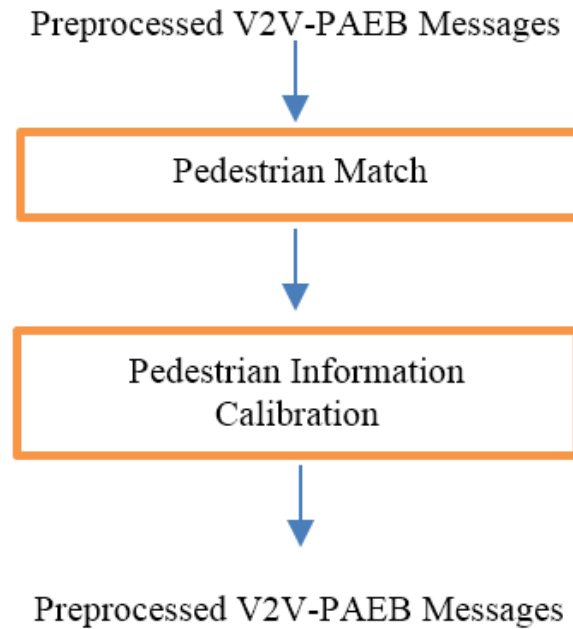 Preprocessed V2V-PAEB Messages
Pedestrian Match
Pedestrian Information
Calibration
Preprocessed V2V-PAEB Messages